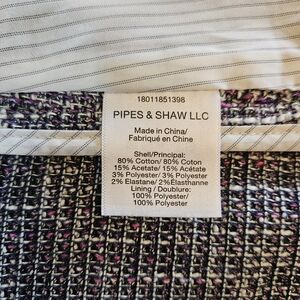 18011851398
PIPES & SHAW LLC
Made in China/
Fabriqué en Chine
Shell/Principal:
80% Cotton/ 80% Coton
15% Acetate/ 15% Acétate
3% Polyester/ 3% Polyester
2% Elastane/ 2%Élasthanne
Lining / Doublure:
100% Polyester/
100% Polyester